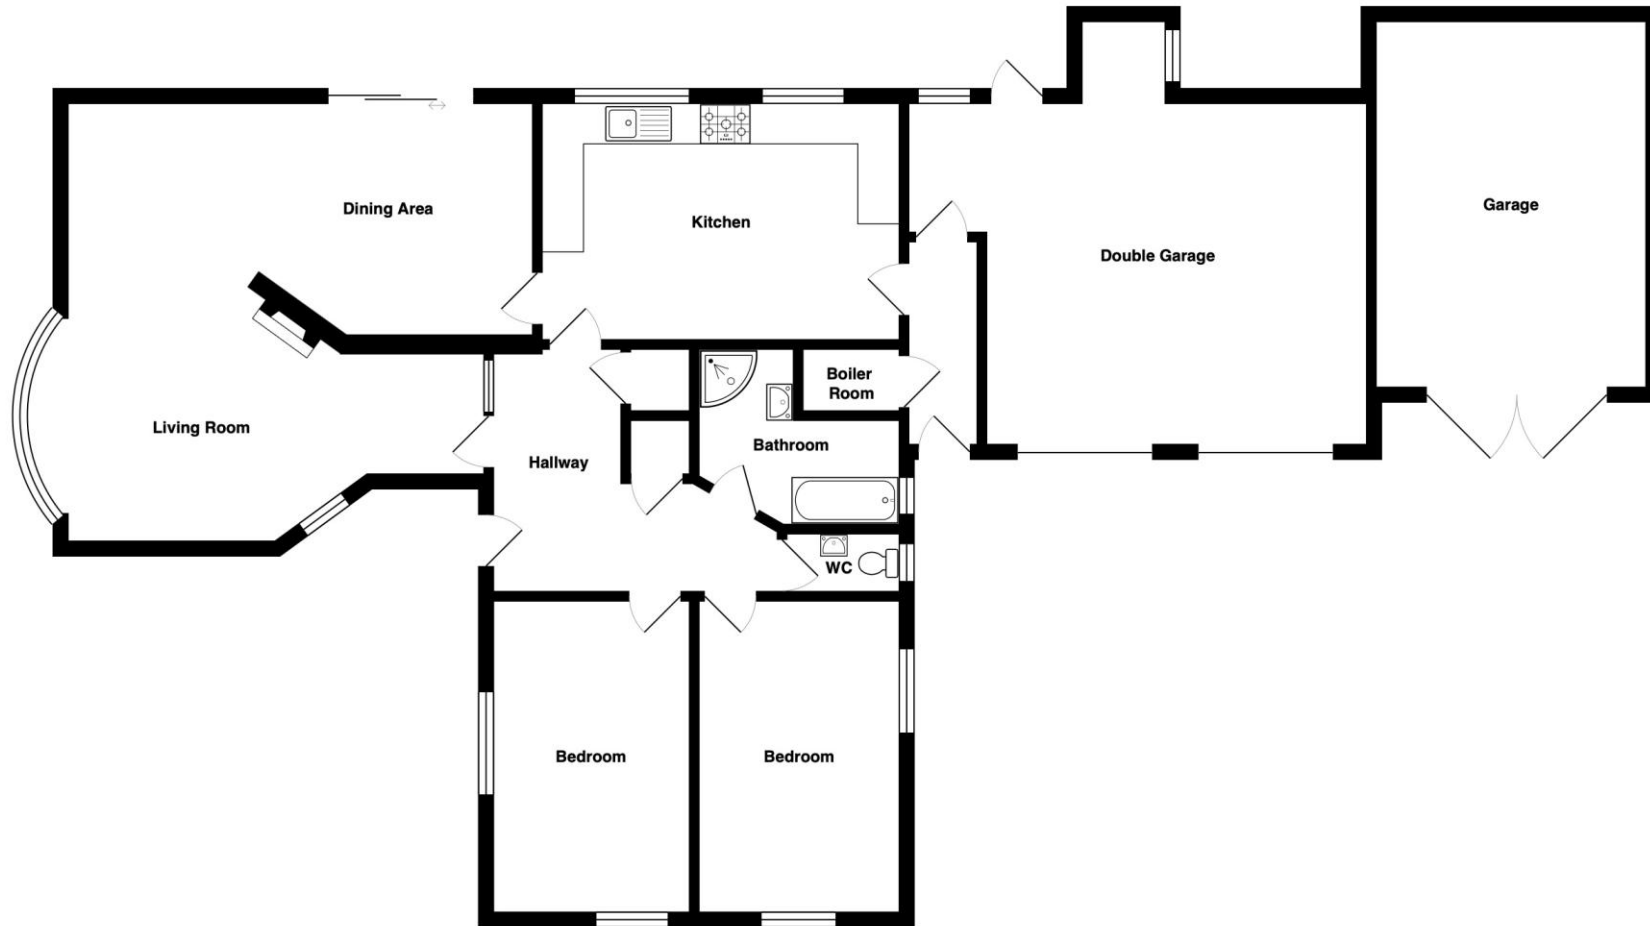 Dining Area
Kitchen
Garage
Double Garage
Boiler
Room
Living Room
Bathroom
Hallway
WC
Bedroom
Bedroom